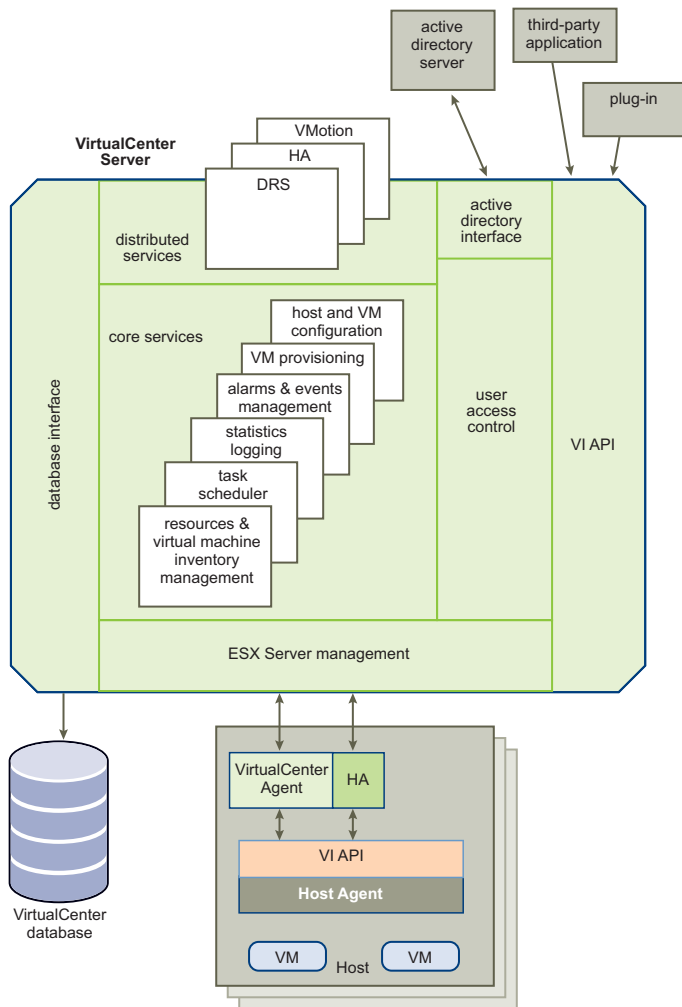 active
directory
server
third-party
application
plug-in
VirtualCenter
Server
VMotion
HA
DRS
distributed
services
active
directory
interface
core services
host and VM
configuration
VM provisioning
alarms & events
management
statistics
logging
task
scheduler
resources &
virtual machine
inventory
management
database interface
user
access
control
VI API
ESX Server management
VirtualCenter
Agent
HA
VI API
Host Agent
VM
Host
VM
VirtualCenter
database